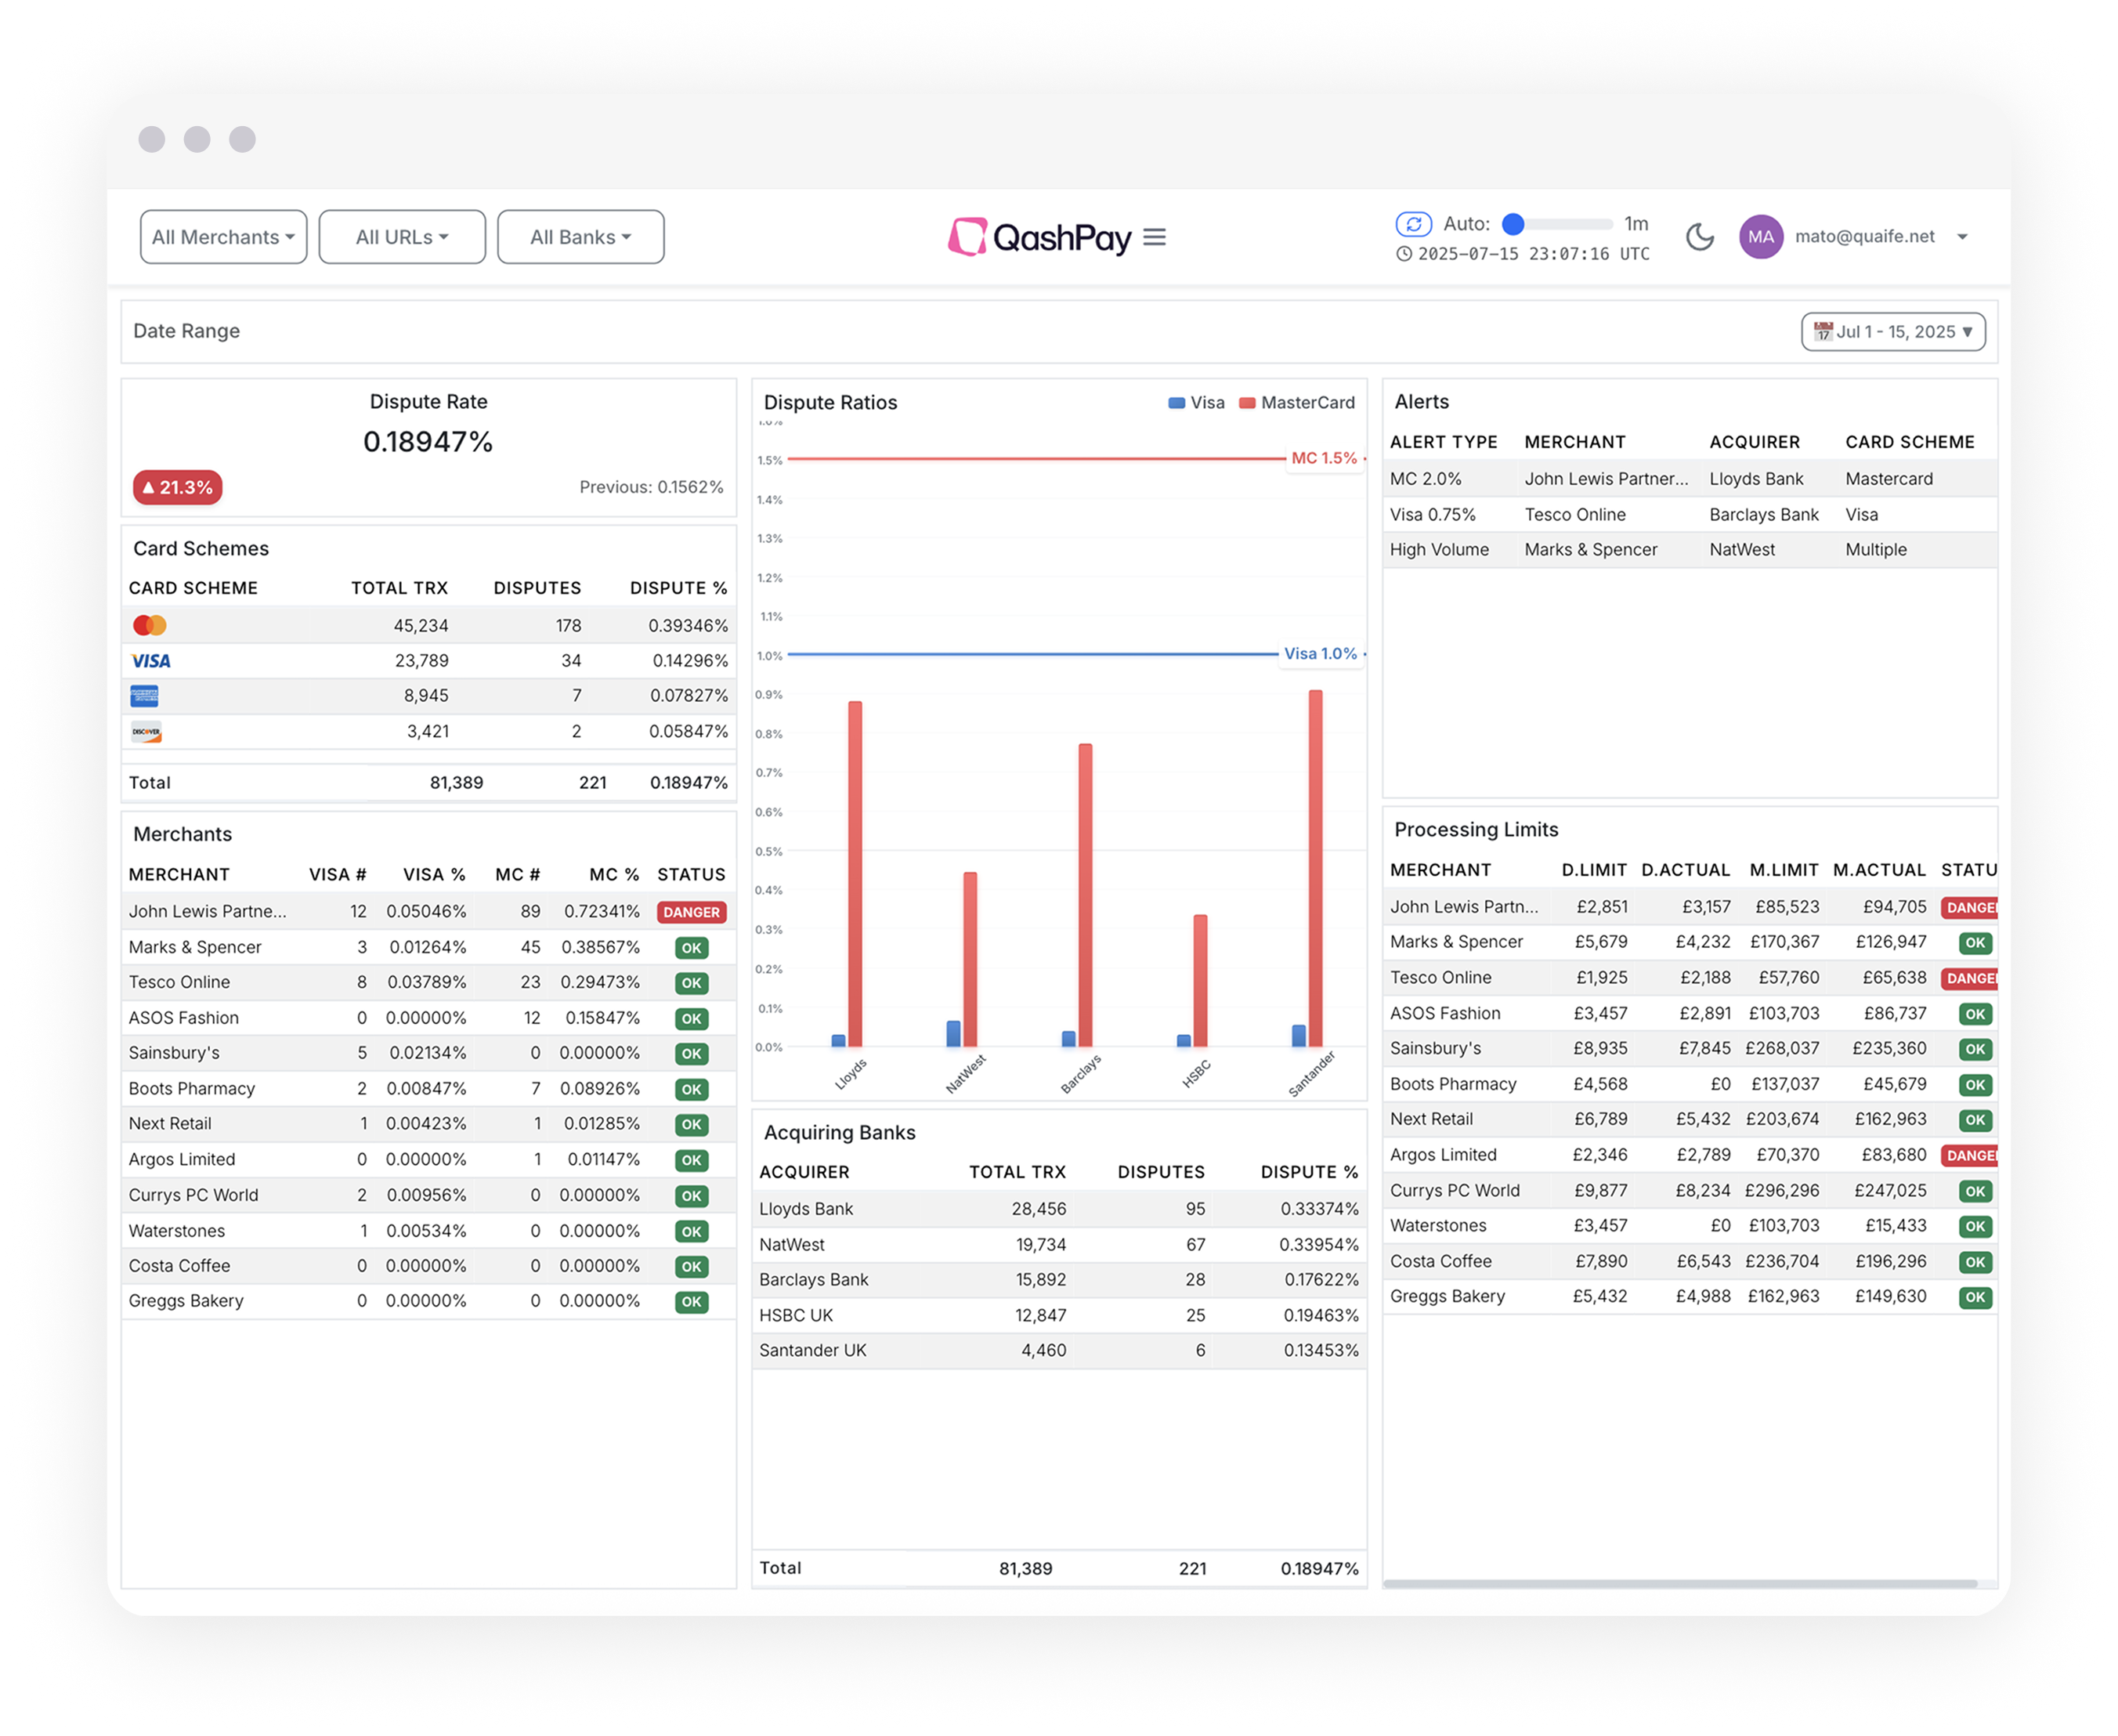 All Merchants All URLs All Banks
QashPay
Auto: 1m
2025-07-15 23:07:16 UTC
MA mato@quaife.net
Date Range
17 Jul 1 - 15, 2025
Dispute Rate
0.18947%
21.3% Previous: 0.1562%
Card Schemes
CARD SCHEME TOTAL TRX DISPUTES DISPUTE %
45,234 178 0.39346%
VISA 23,789 34 0.14296%
8,945 7 0.07827%
DISCOVER 3,421 2 0.05847%
Total 81,389 221 0.18947%
Merchants
MERCHANT VISA # VISA % MC # MC % STATUS
John Lewis Partne... 12 0.05046% 89 0.72341% DANGER
Marks & Spencer 3 0.01264% 45 0.38567% OK
Tesco Online 8 0.03789% 23 0.29473% OK
ASOS Fashion 0 0.00000% 12 0.15847% OK
Sainsbury's 5 0.02134% 0 0.00000% OK
Boots Pharmacy 2 0.00847% 7 0.08926% OK
Next Retail 1 0.00423% 1 0.01285% OK
Argos Limited 0 0.00000% 1 0.01147% OK
Currys PC World 2 0.00956% 0 0.00000% OK
Waterstones 1 0.00534% 0 0.00000% OK
Costa Coffee 0 0.00000% 0 0.00000% OK
Greggs Bakery 0 0.00000% 0 0.00000% OK
Dispute Ratios Visa MasterCard
1.5% MC 1.5%
1.4%
1.3%
1.2%
1.1%
1.0% Visa 1.0%
0.9%
0.8%
0.7%
0.6%
0.5%
0.4%
0.3%
0.2%
0.1%
0.0%
Lloyds NatWest Barclays HSBC Santander
Acquiring Banks
ACQUIRER TOTAL TRX DISPUTES DISPUTE %
Lloyds Bank 28,456 95 0.33374%
NatWest 19,734 67 0.33954%
Barclays Bank 15,892 28 0.17622%
HSBC UK 12,847 25 0.19463%
Santander UK 4,460 6 0.13453%
Total 81,389 221 0.18947%
Alerts
ALERT TYPE MERCHANT ACQUIRER CARD SCHEME
MC 2.0% John Lewis Partner... Lloyds Bank Mastercard
Visa 0.75% Tesco Online Barclays Bank Visa
High Volume Marks & Spencer NatWest Multiple
Processing Limits
MERCHANT D.LIMIT D.ACTUAL M.LIMIT M.ACTUAL STATU
John Lewis Partn... £2,851 £3,157 £85,523 £94,705 DANGE
Marks & Spencer £5,679 £4,232 £170,367 £126,947 OK
Tesco Online £1,925 £2,188 £57,760 £65,638 DANGE
ASOS Fashion £3,457 £2,891 £103,703 £86,737 OK
Sainsbury's £8,935 £7,845 £268,037 £235,360 OK
Boots Pharmacy £4,568 £0 £137,037 £45,679 OK
Next Retail £6,789 £5,432 £203,674 £162,963 OK
Argos Limited £2,346 £2,789 £70,370 £83,680 DANGE
Currys PC World £9,877 £8,234 £296,296 £247,025 OK
Waterstones £3,457 £0 £103,703 £15,433 OK
Costa Coffee £7,890 £6,543 £236,704 £196,296 OK
Greggs Bakery £5,432 £4,988 £162,963 £149,630 OK